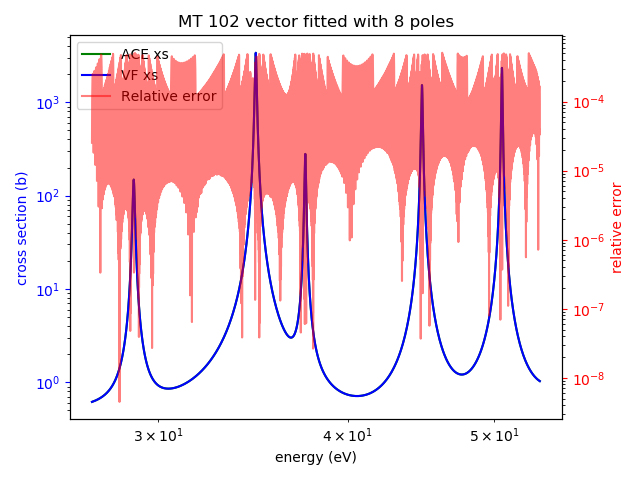 MT 102 vector fitted with 8 poles
ACE xs
VF xs
Relative error
10³
10²
10¹
10⁰
cross section (b)
10⁻⁴
10⁻⁵
10⁻⁶
10⁻⁷
10⁻⁸
relative error
3 × 10¹
4 × 10¹
5 × 10¹
energy (eV)